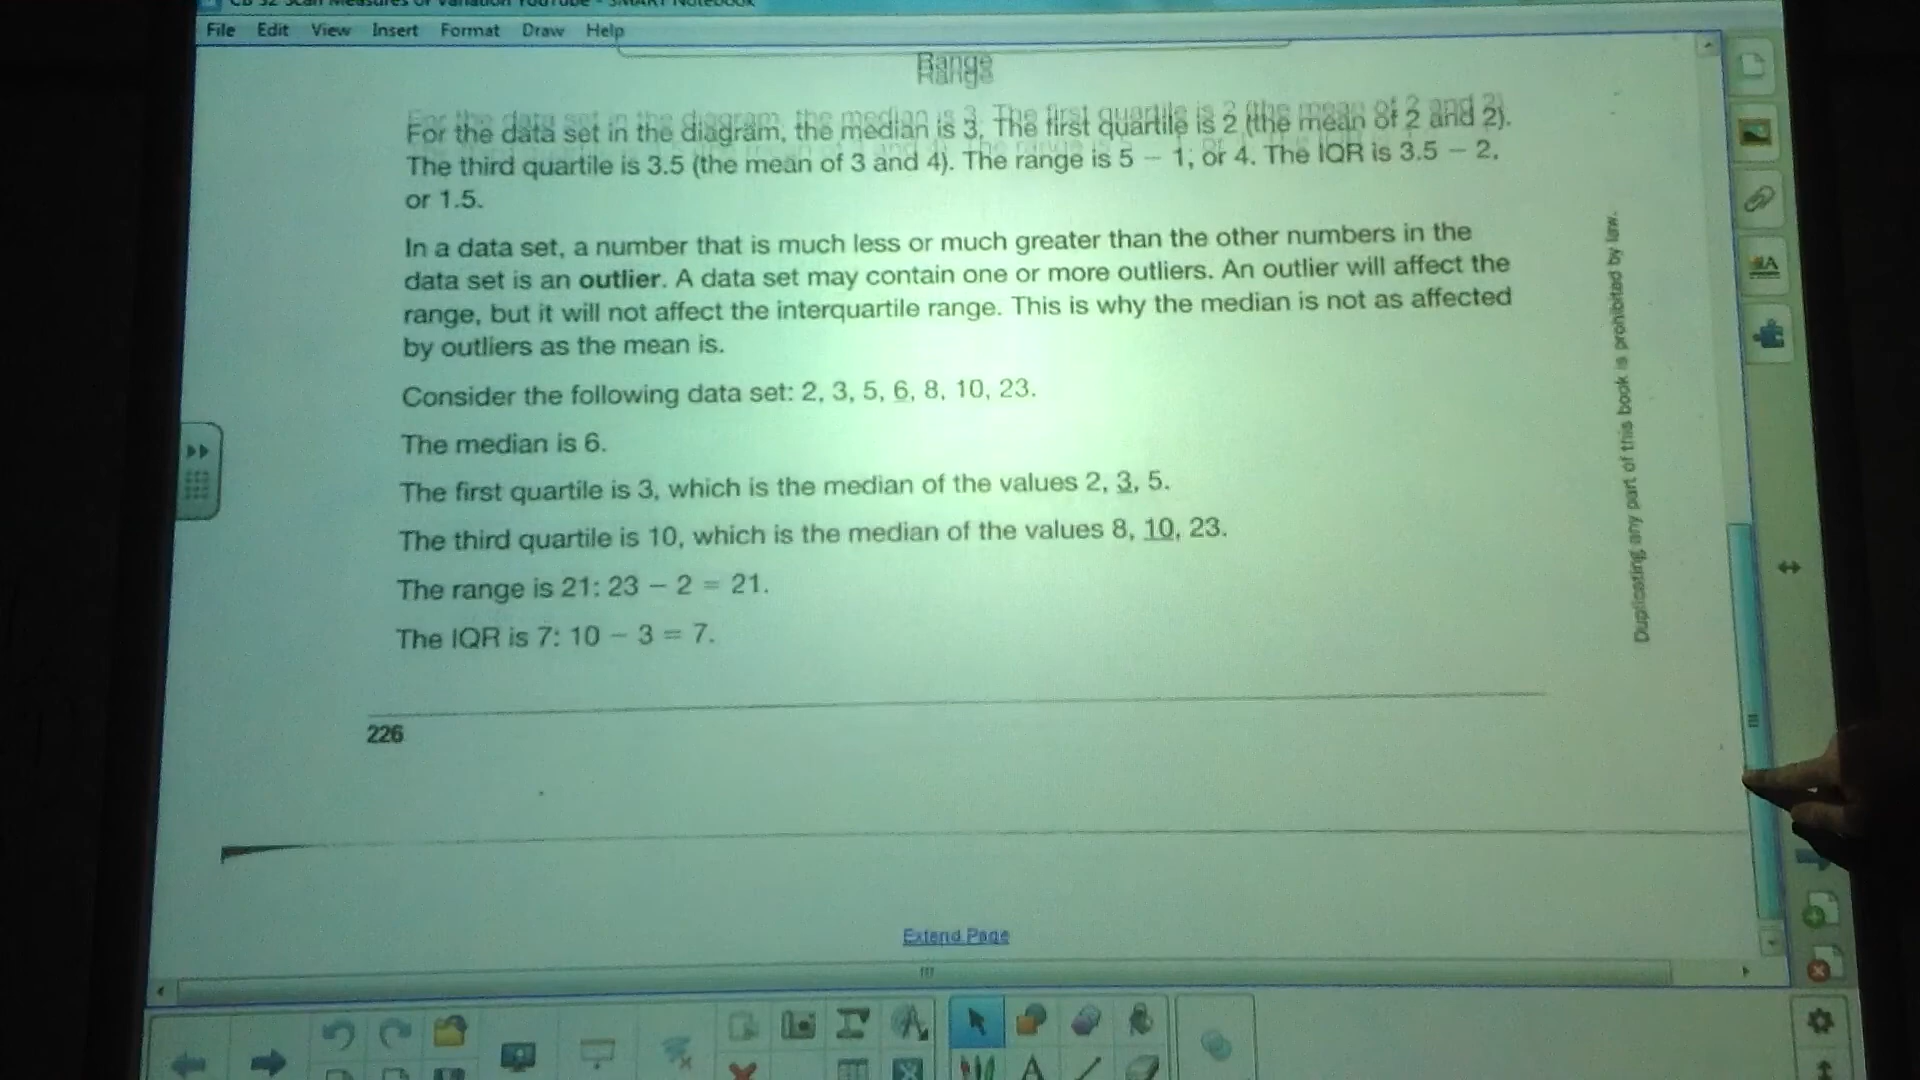 CB 32 Scan Measures of Variation YouTube - SMART Notebook
File Edit View Insert Format Draw Help
Range
For the data set in the diagram, the median is 3. The first quartile is 2 (the mean of 2 and 2).
The third quartile is 3.5 (the mean of 3 and 4). The range is 5 − 1, or 4. The IQR is 3.5 − 2,
or 1.5.
In a data set, a number that is much less or much greater than the other numbers in the
data set is an outlier. A data set may contain one or more outliers. An outlier will affect the
range, but it will not affect the interquartile range. This is why the median is not as affected
by outliers as the mean is.
Consider the following data set: 2, 3, 5, 6, 8, 10, 23.
The median is 6.
The first quartile is 3, which is the median of the values 2, 3, 5.
The third quartile is 10, which is the median of the values 8, 10, 23.
The range is 21: 23 − 2 = 21.
The IQR is 7: 10 − 3 = 7.
226
Duplicating any part of this book is prohibited by law.
Extend Page